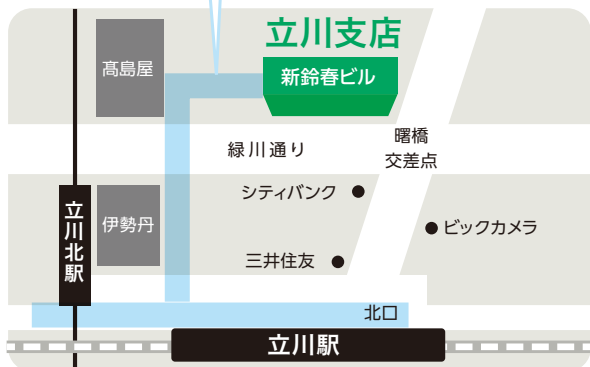 立川支店
新鈴春ビル
髙島屋
緑川通り
曙橋
交差点
シティバンク
伊勢丹
立川北駅
ビックカメラ
三井住友
北口
立川駅